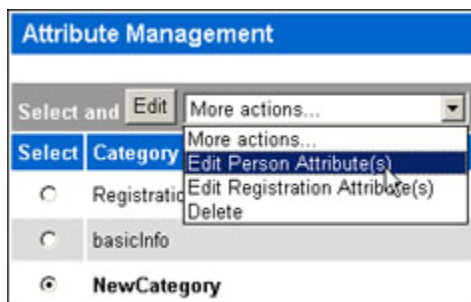 Attribute Management
Select and Edit More actions...
More actions...
Select Category
Edit Person Attribute(s)
Registratio Edit Registration Attribute(s)
Delete
basicInfo
NewCategory